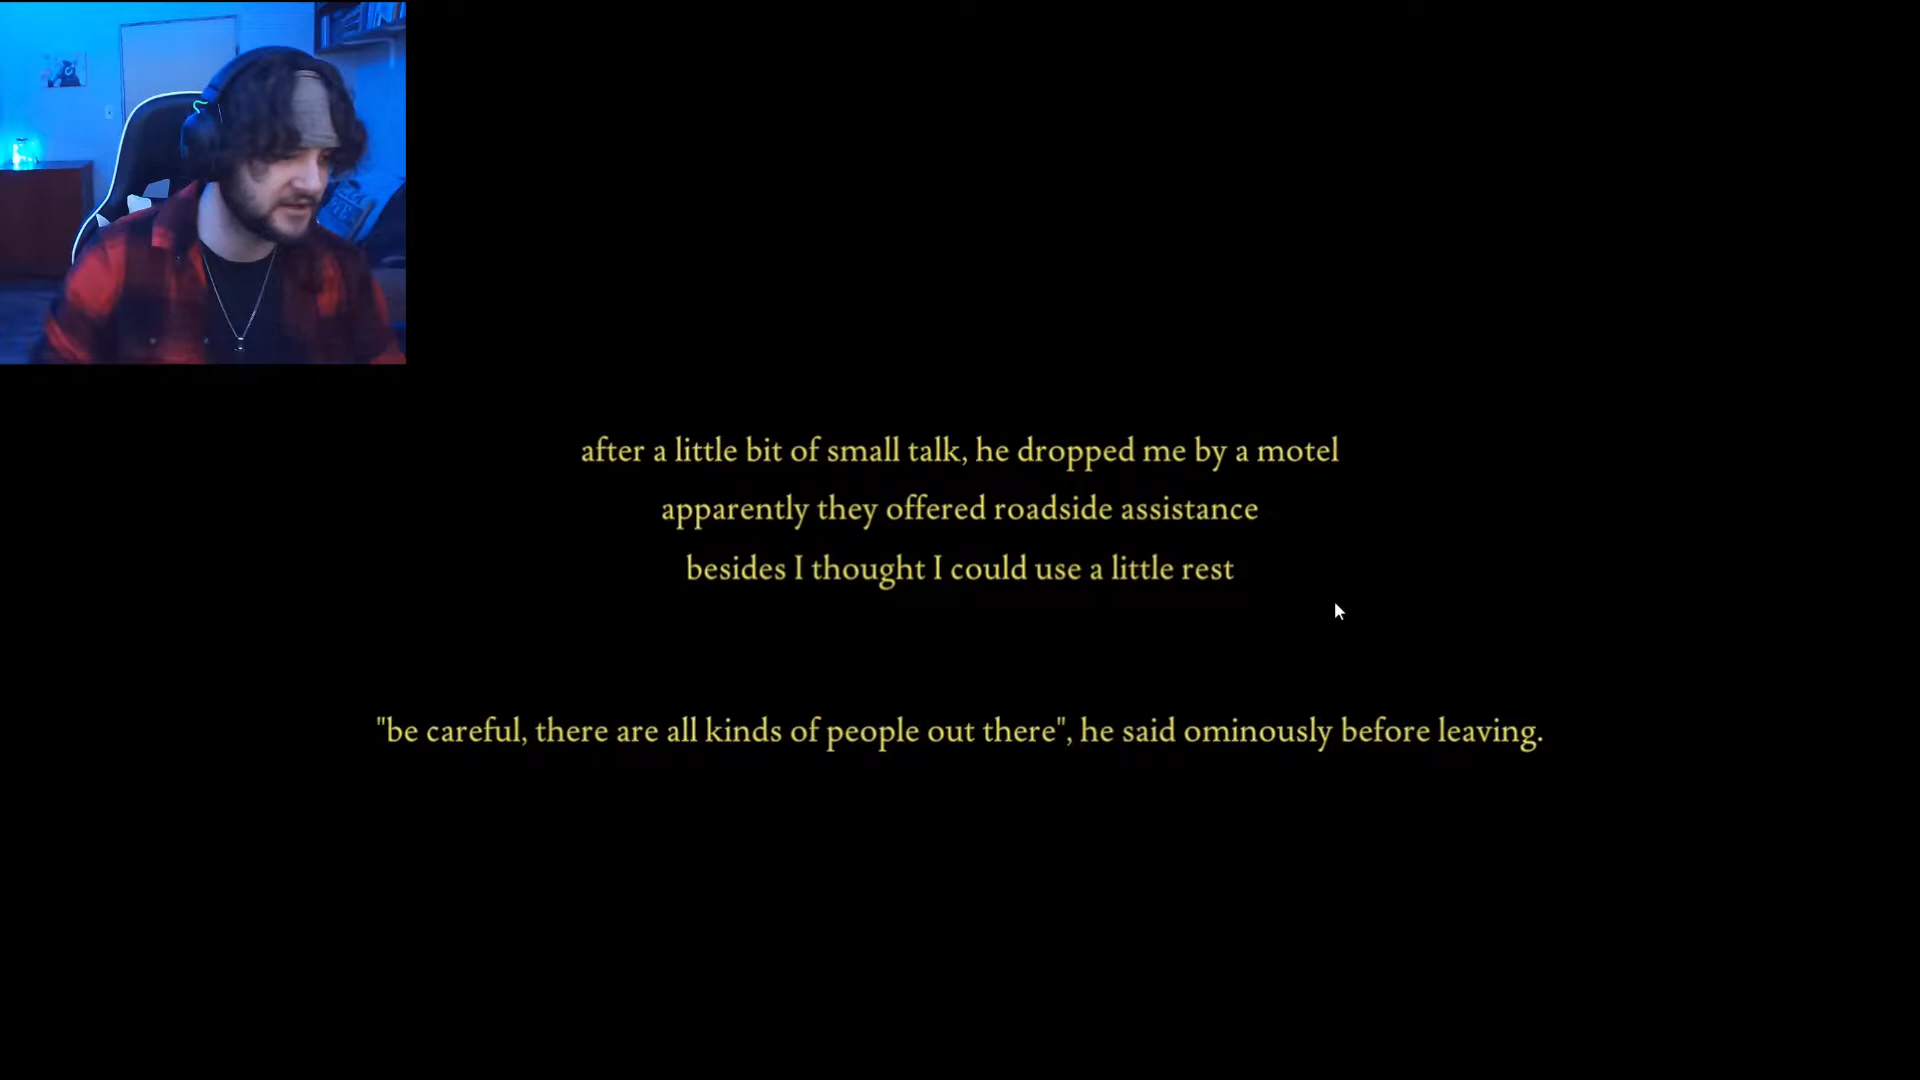 after a little bit of small talk, he dropped me by a motel
apparently they offered roadside assistance
besides I thought I could use a little rest
"be careful, there are all kinds of people out there", he said ominously before leaving.